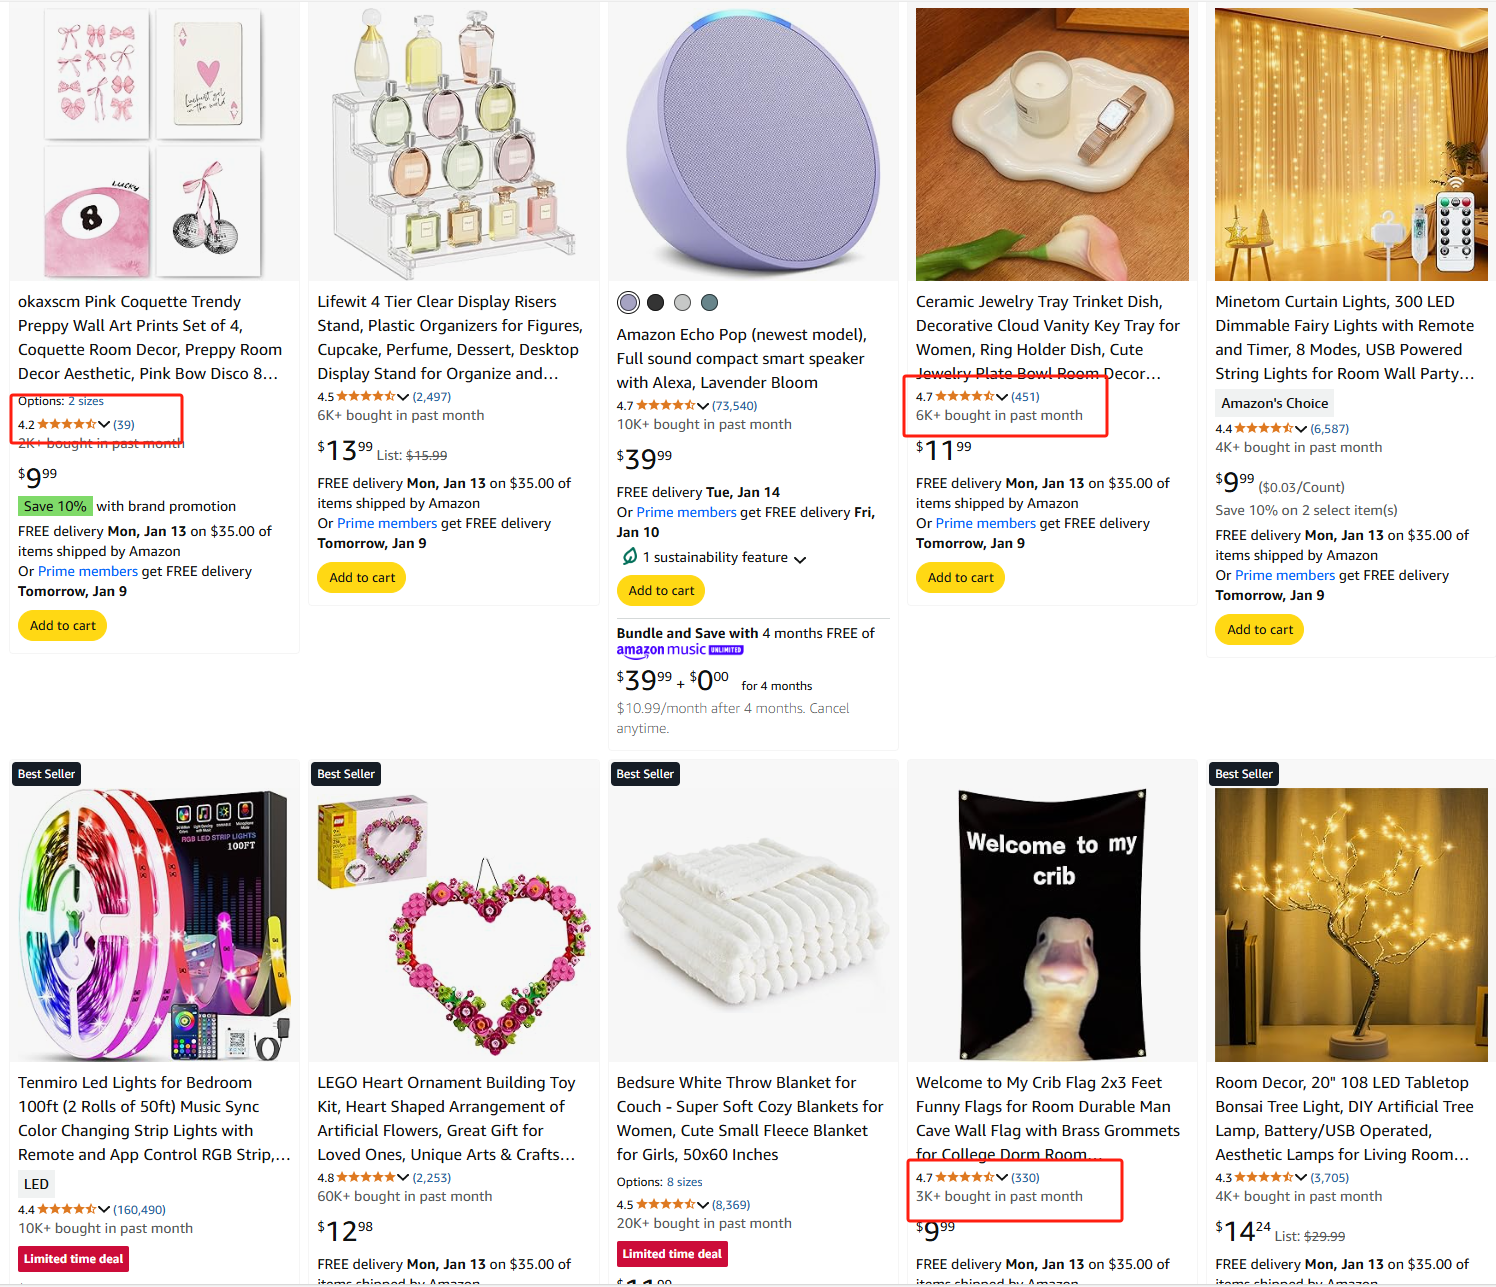 A
Luckiest girl
in the world
A
LUCKY
8
okaxscm Pink Coquette Trendy
Preppy Wall Art Prints Set of 4,
Coquette Room Decor, Preppy Room
Decor Aesthetic, Pink Bow Disco 8...
Options: 2 sizes
4.2 (39)
2K+ bought in past month
$9.99
Save 10% with brand promotion
FREE delivery Mon, Jan 13 on $35.00 of
items shipped by Amazon
Or Prime members get FREE delivery
Tomorrow, Jan 9
Add to cart
Lifewit 4 Tier Clear Display Risers
Stand, Plastic Organizers for Figures,
Cupcake, Perfume, Dessert, Desktop
Display Stand for Organize and...
4.5 (2,497)
6K+ bought in past month
$13.99 List: $15.99
FREE delivery Mon, Jan 13 on $35.00 of
items shipped by Amazon
Or Prime members get FREE delivery
Tomorrow, Jan 9
Add to cart
Amazon Echo Pop (newest model),
Full sound compact smart speaker
with Alexa, Lavender Bloom
4.7 (73,540)
10K+ bought in past month
$39.99
FREE delivery Tue, Jan 14
Or Prime members get FREE delivery Fri,
Jan 10
1 sustainability feature
Add to cart
Bundle and Save with 4 months FREE of
amazon music UNLIMITED
$39.99 + $0.00 for 4 months
$10.99/month after 4 months. Cancel
anytime.
Ceramic Jewelry Tray Trinket Dish,
Decorative Cloud Vanity Key Tray for
Women, Ring Holder Dish, Cute
Jewelry Plate Bowl Room Decor...
4.7 (451)
6K+ bought in past month
$11.99
FREE delivery Mon, Jan 13 on $35.00 of
items shipped by Amazon
Or Prime members get FREE delivery
Tomorrow, Jan 9
Add to cart
Minetom Curtain Lights, 300 LED
Dimmable Fairy Lights with Remote
and Timer, 8 Modes, USB Powered
String Lights for Room Wall Party...
Amazon's Choice
4.4 (6,587)
4K+ bought in past month
$9.99 ($0.03/Count)
Save 10% on 2 select item(s)
FREE delivery Mon, Jan 13 on $35.00 of
items shipped by Amazon
Or Prime members get FREE delivery
Tomorrow, Jan 9
Add to cart
Best Seller
RGB LED STRIP LIGHTS
100FT
Tenmiro Led Lights for Bedroom
100ft (2 Rolls of 50ft) Music Sync
Color Changing Strip Lights with
Remote and App Control RGB Strip,...
LED
4.4 (160,490)
10K+ bought in past month
Limited time deal
Best Seller
LEGO Heart Ornament Building Toy
Kit, Heart Shaped Arrangement of
Artificial Flowers, Great Gift for
Loved Ones, Unique Arts & Crafts...
4.8 (2,253)
60K+ bought in past month
$12.98
FREE delivery Mon, Jan 13 on $35.00 of
items shipped by Amazon
Best Seller
Bedsure White Throw Blanket for
Couch - Super Soft Cozy Blankets for
Women, Cute Small Fleece Blanket
for Girls, 50x60 Inches
Options: 8 sizes
4.5 (8,369)
20K+ bought in past month
Limited time deal
Welcome to my
crib
Welcome to My Crib Flag 2x3 Feet
Funny Flags for Room Durable Man
Cave Wall Flag with Brass Grommets
for College Dorm Room...
4.7 (330)
3K+ bought in past month
$9.99
FREE delivery Mon, Jan 13 on $35.00 of
items shipped by Amazon
Best Seller
Room Decor, 20" 108 LED Tabletop
Bonsai Tree Light, DIY Artificial Tree
Lamp, Battery/USB Operated,
Aesthetic Lamps for Living Room...
4.3 (3,705)
4K+ bought in past month
$14.24 List: $29.99
FREE delivery Mon, Jan 13 on $35.00 of
items shipped by Amazon